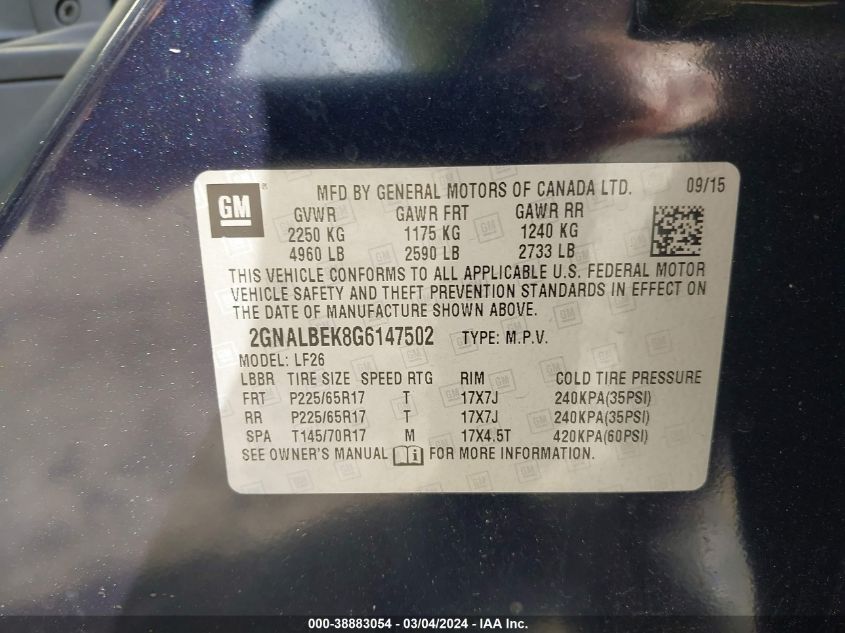 GM ® MFD BY GENERAL MOTORS OF CANADA LTD. 09/15
GVWR GAWR FRT GAWR RR
2250 KG 1175 KG 1240 KG
4960 LB 2590 LB 2733 LB
THIS VEHICLE CONFORMS TO ALL APPLICABLE U.S. FEDERAL MOTOR
VEHICLE SAFETY AND THEFT PREVENTION STANDARDS IN EFFECT ON
THE DATE OF MANUFACTURE SHOWN ABOVE.
2GNALBEK8G6147502 TYPE: M.P.V.
MODEL: LF26
LBBR TIRE SIZE SPEED RTG RIM COLD TIRE PRESSURE
FRT P225/65R17 T 17X7J 240KPA(35PSI)
RR P225/65R17 T 17X7J 240KPA(35PSI)
SPA T145/70R17 M 17X4.5T 420KPA(60PSI)
SEE OWNER'S MANUAL i FOR MORE INFORMATION.
000-38883054 - 03/04/2024 - IAA Inc.